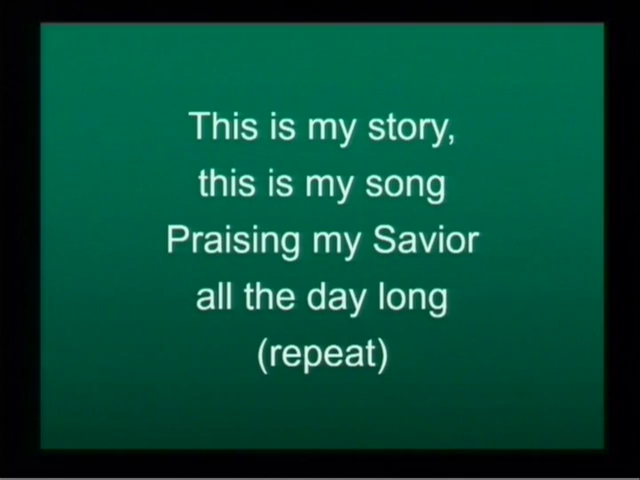 This is my story,
this is my song
Praising my Savior
all the day long
(repeat)